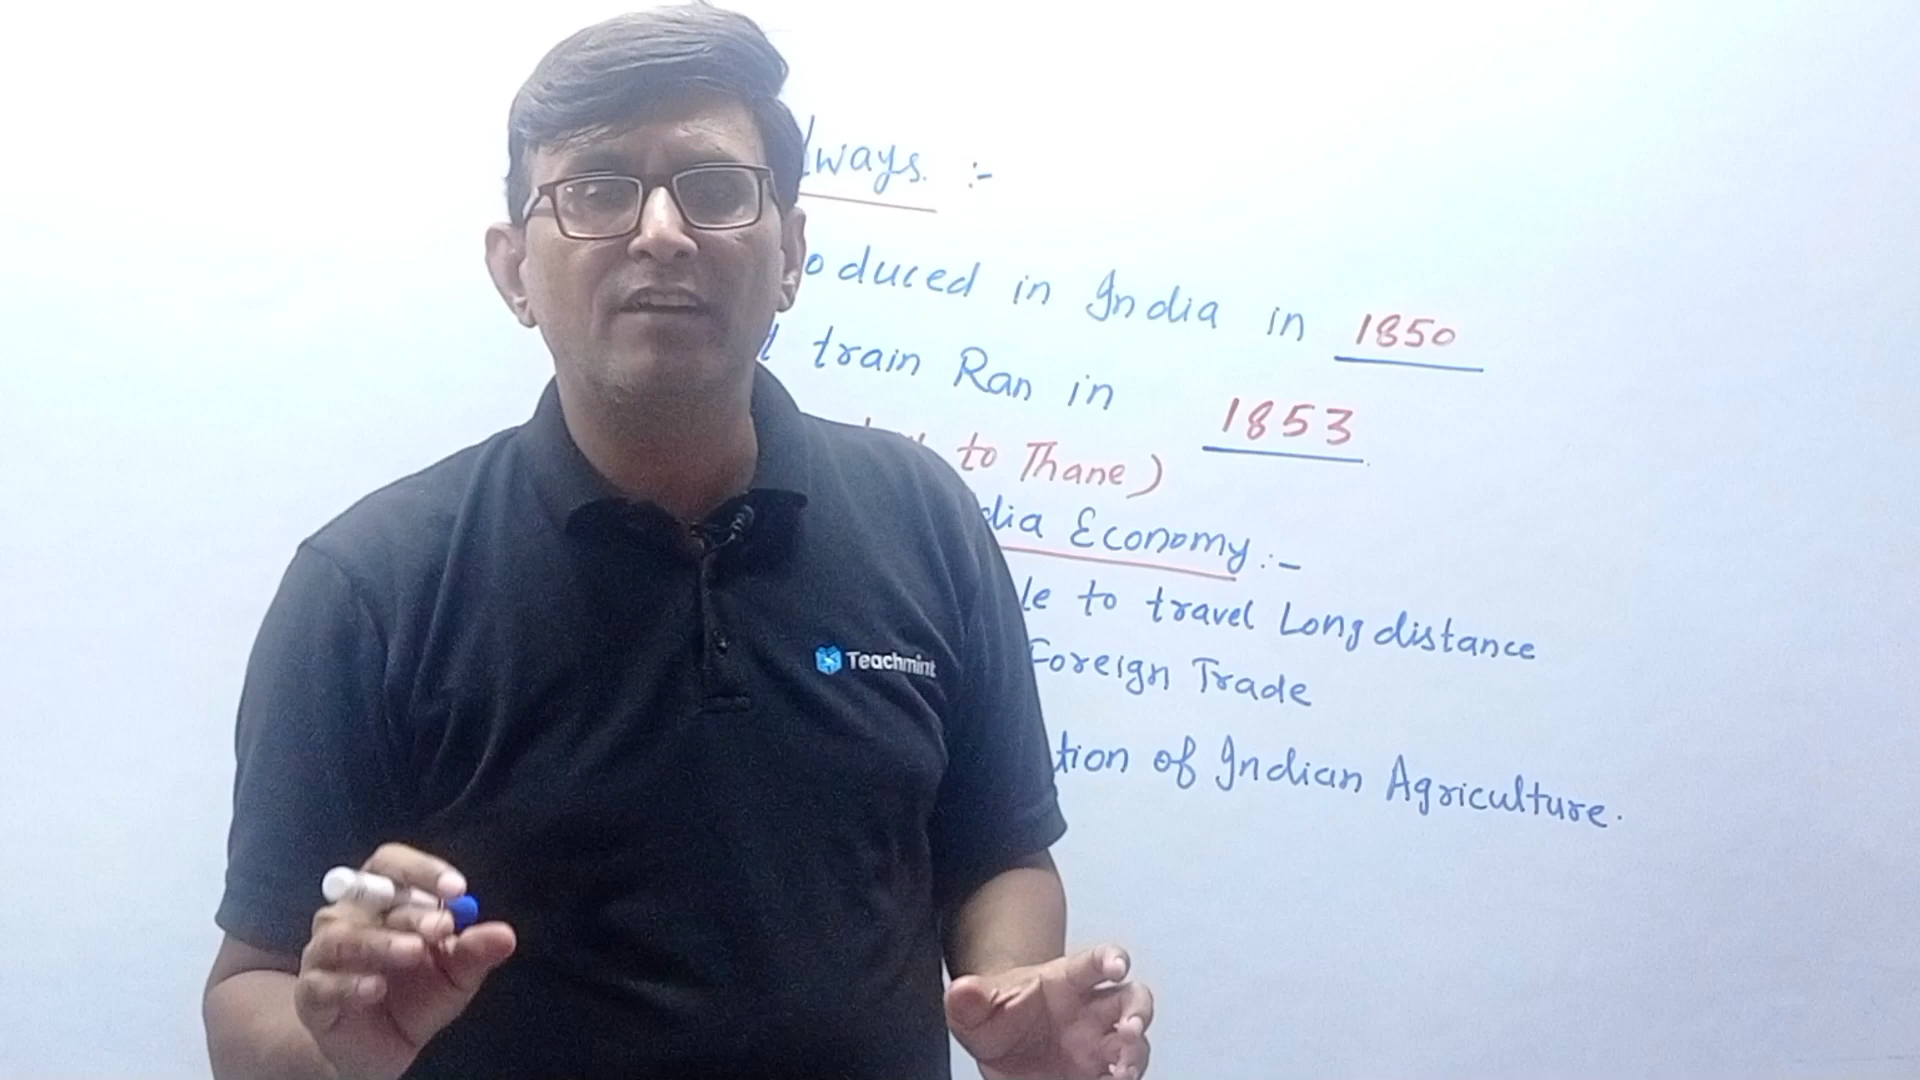 lways. :-
oduced in India in 1850
train Ran in 1853
to Thane)
dia Economy :-
le to travel Long distance
Foreign Trade
tion of Indian Agriculture.
Teachmint